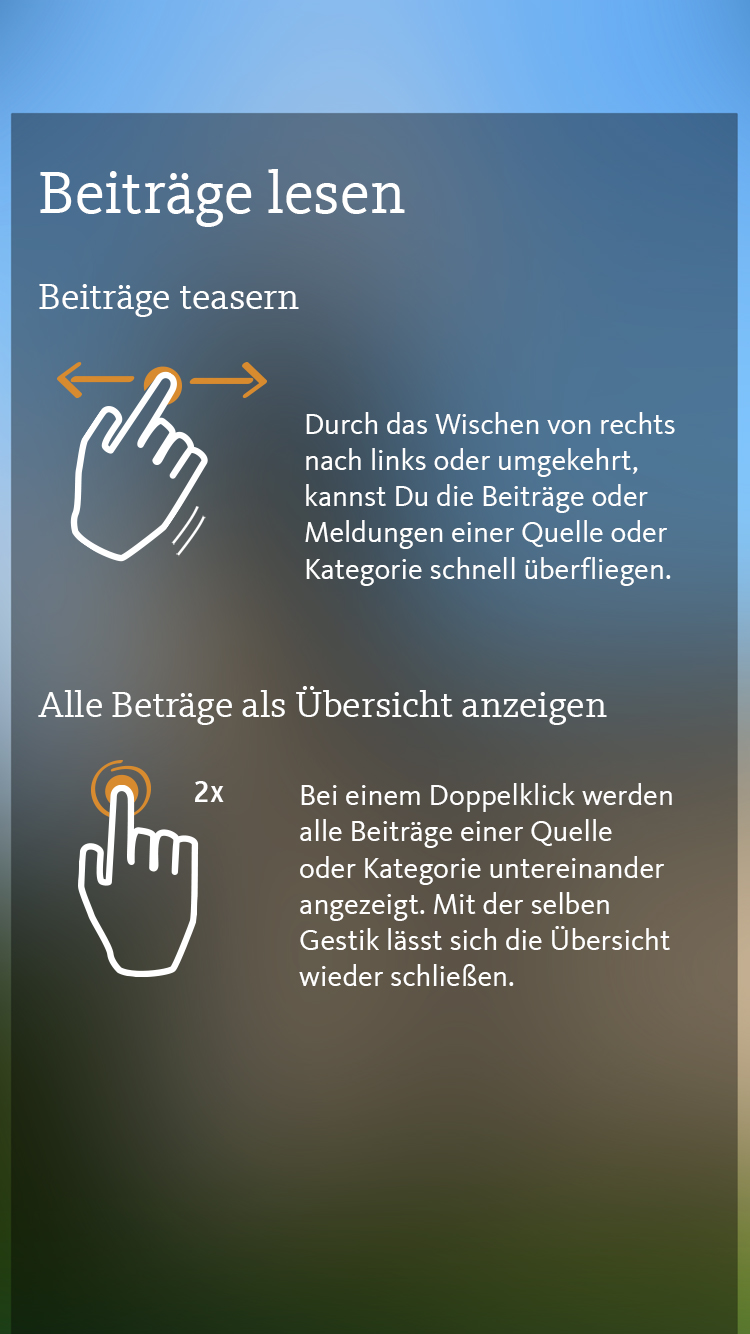 Beiträge lesen
Beiträge teasern
Durch das Wischen von rechts
nach links oder umgekehrt,
kannst Du die Beiträge oder
Meldungen einer Quelle oder
Kategorie schnell überfliegen.
Alle Beträge als Übersicht anzeigen
2x
Bei einem Doppelklick werden
alle Beiträge einer Quelle
oder Kategorie untereinander
angezeigt. Mit der selben
Gestik lässt sich die Übersicht
wieder schließen.